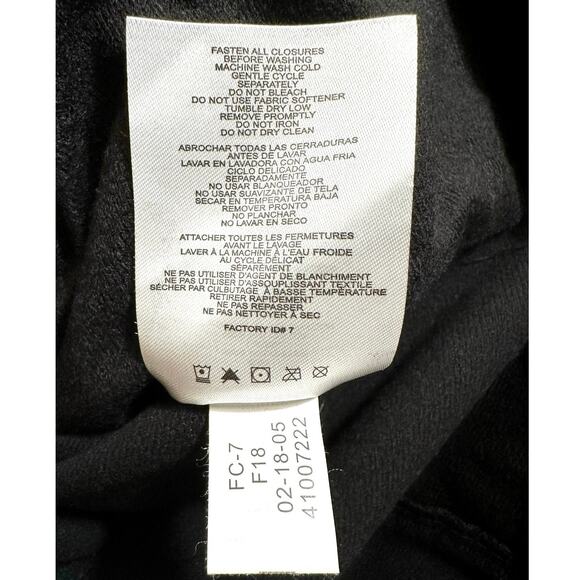 FASTEN ALL CLOSURES
BEFORE WASHING
MACHINE WASH COLD
GENTLE CYCLE
SEPARATELY
DO NOT BLEACH
DO NOT USE FABRIC SOFTENER
TUMBLE DRY LOW
REMOVE PROMPTLY
DO NOT IRON
DO NOT DRY CLEAN
ABROCHAR TODAS LAS CERRADURAS
ANTES DE LAVAR
LAVAR EN LAVADORA CON AGUA FRIA
CICLO DELICADO
SEPARADAMENTE
NO USAR BLANQUEADOR
NO USAR SUAVIZANTE DE TELA
SECAR EN TEMPERATURA BAJA
REMOVER PRONTO
NO PLANCHAR
NO LAVAR EN SECO
ATTACHER TOUTES LES FERMETURES
AVANT LE LAVAGE
LAVER À LA MACHINE À L'EAU FROIDE
AU CYCLE DÉLICAT
SÉPARÉMENT
NE PAS UTILISER D'AGENT DE BLANCHIMENT
NE PAS UTILISER D'ASSOUPLISSANT TEXTILE
SÉCHER PAR CULBUTAGE À BASSE TEMPÉRATURE
RETIRER RAPIDEMENT
NE PAS REPASSER
NE PAS NETTOYER À SEC
FACTORY ID# 7
FC-7
F18
02-18-05
41007222